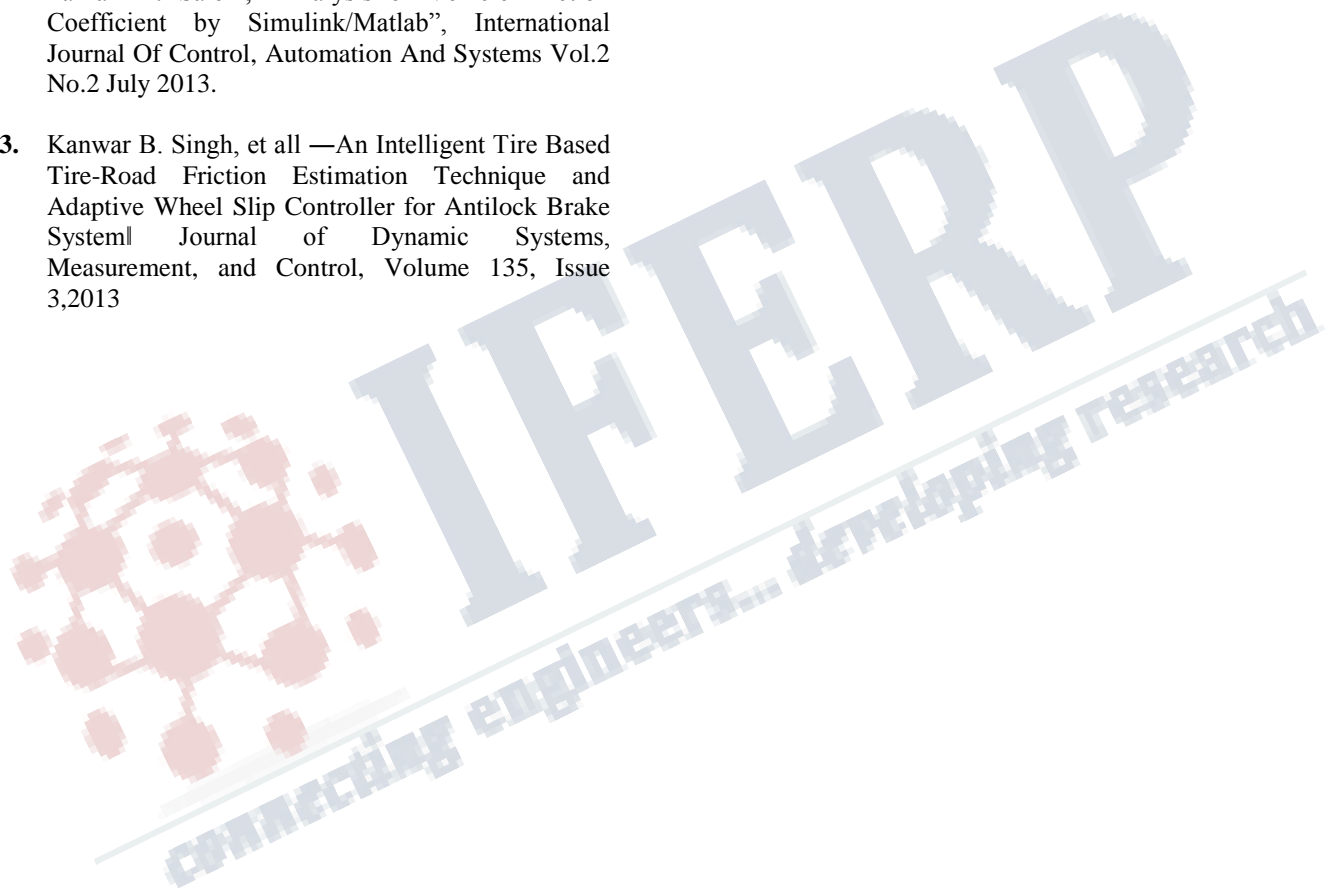 Coefficient by Simulink/Matlab”, International
Journal Of Control, Automation And Systems Vol.2
No.2 July 2013.
3. Kanwar B. Singh, et all ―An Intelligent Tire Based
Tire-Road Friction Estimation Technique and
Adaptive Wheel Slip Controller for Antilock Brake
System‖ Journal of Dynamic Systems,
Measurement, and Control, Volume 135, Issue
3,2013
IFERP
connecting engineers... developing research